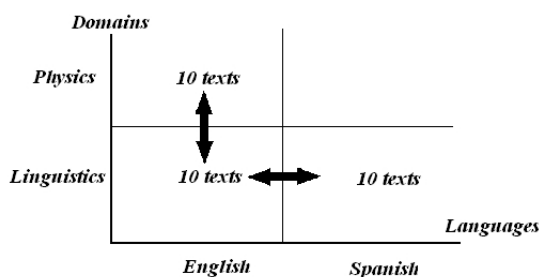 Domains
Physics 10 texts
Linguistics 10 texts 10 texts
Languages
English Spanish